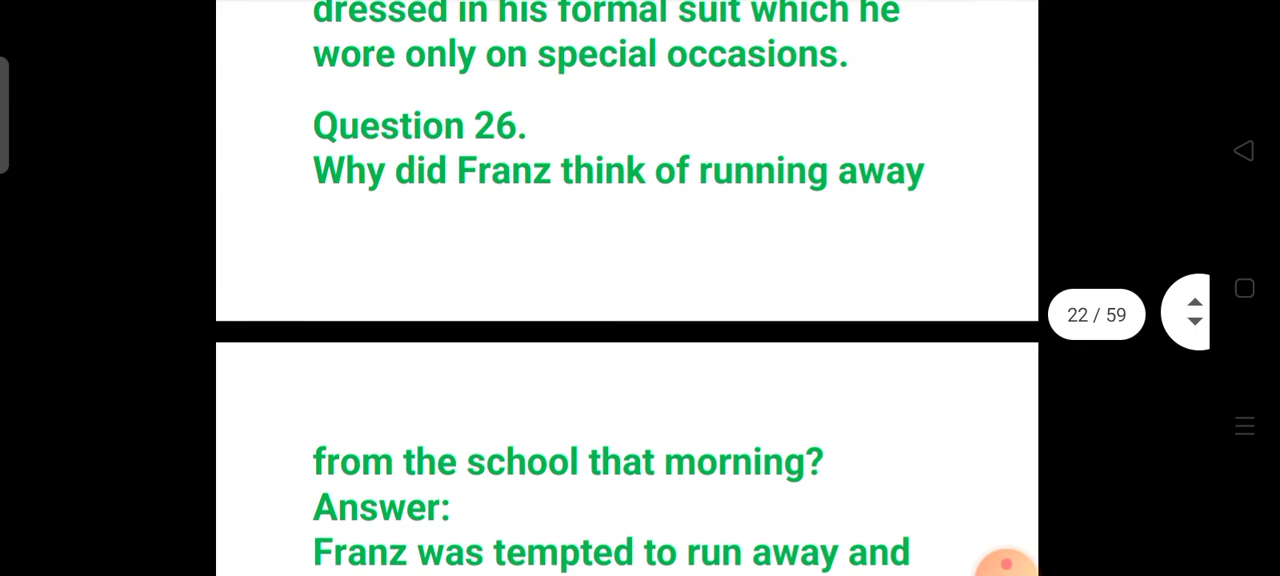 dressed in his formal suit which he
wore only on special occasions.
Question 26.
Why did Franz think of running away
22 / 59
from the school that morning?
Answer:
Franz was tempted to run away and